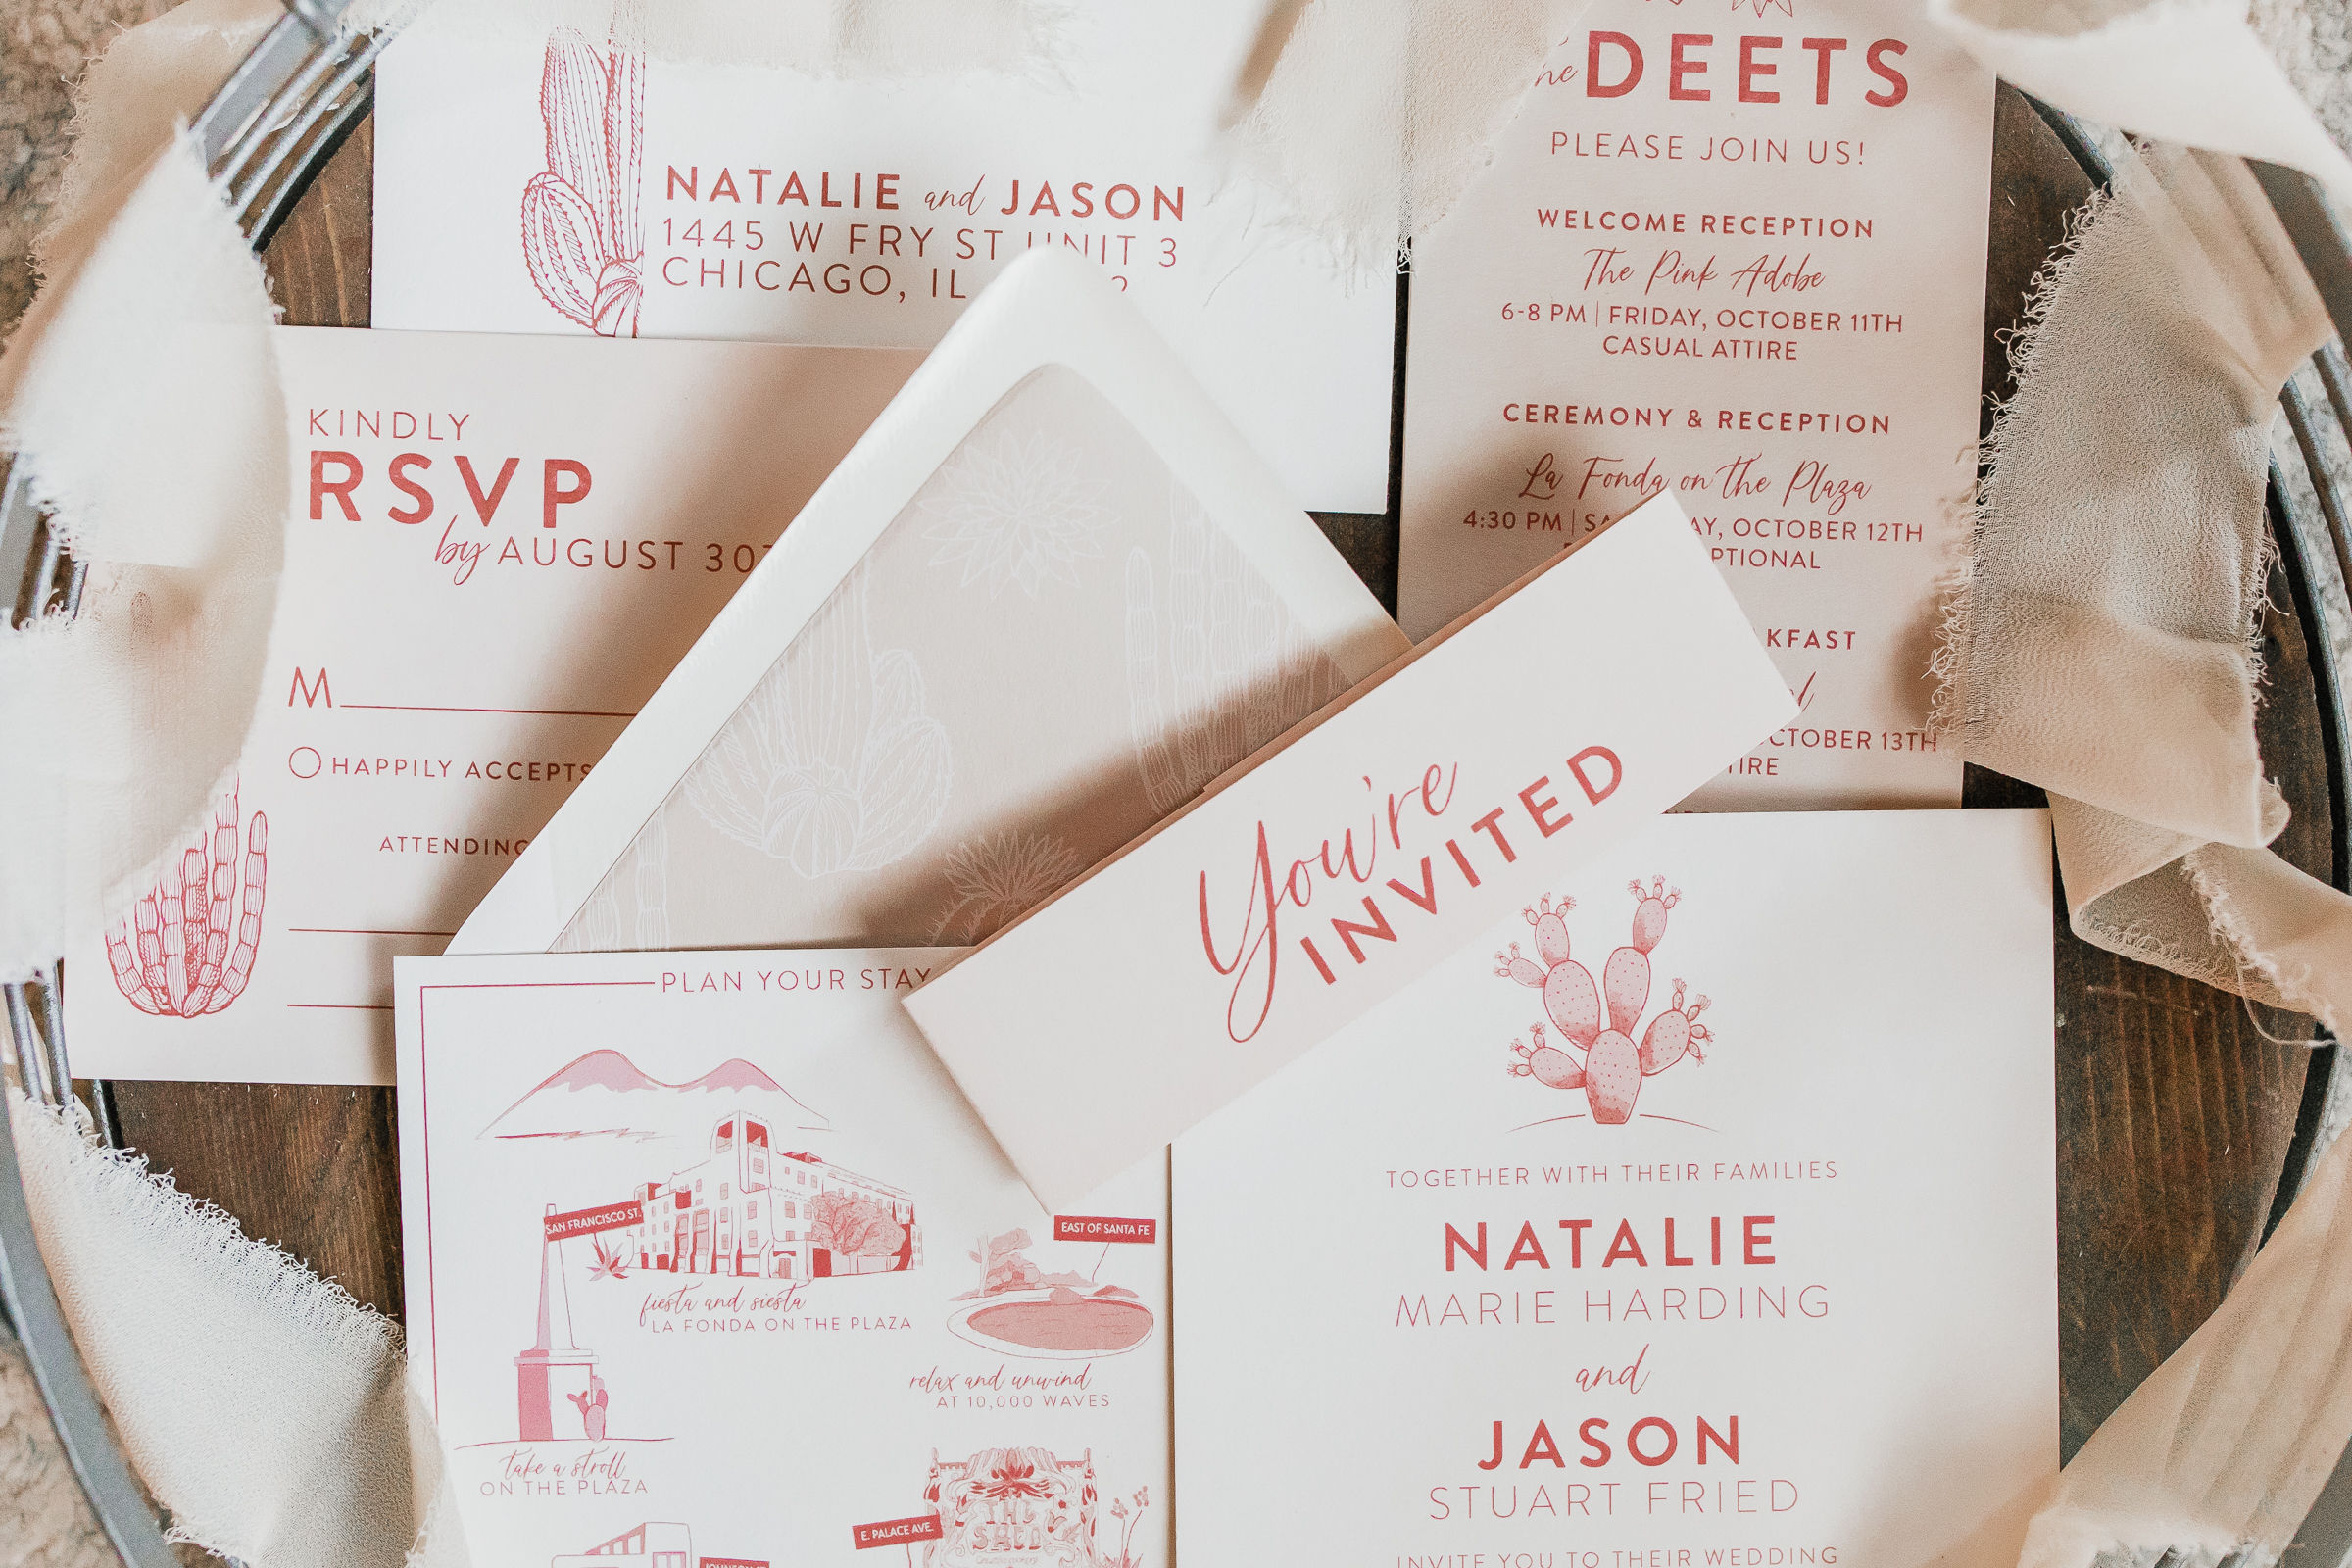 NATALIE and JASON
1445 W FRY ST UNIT 3
CHICAGO, IL
DEETS
PLEASE JOIN US!
WELCOME RECEPTION
The Pink Adobe
6-8 PM | FRIDAY, OCTOBER 11TH
CASUAL ATTIRE
CEREMONY & RECEPTION
La Fonda on the Plaza
4:30 PM | OCTOBER 12TH
OCTOBER 13TH
KINDLY
RSVP
by AUGUST
M
HAPPILY ACCEPTS
ATTENDING
You're
INVITED
PLAN YOUR STAY
SAN FRANCISCO ST.
fiesta and siesta
LA FONDA ON THE PLAZA
EAST OF SANTA FE
relax and unwind
AT 10,000 WAVES
take a stroll
ON THE PLAZA
E. PALACE AVE.
THE
SHED
TOGETHER WITH THEIR FAMILIES
NATALIE
MARIE HARDING
and
JASON
STUART FRIED
INVITE YOU TO THEIR WEDDING